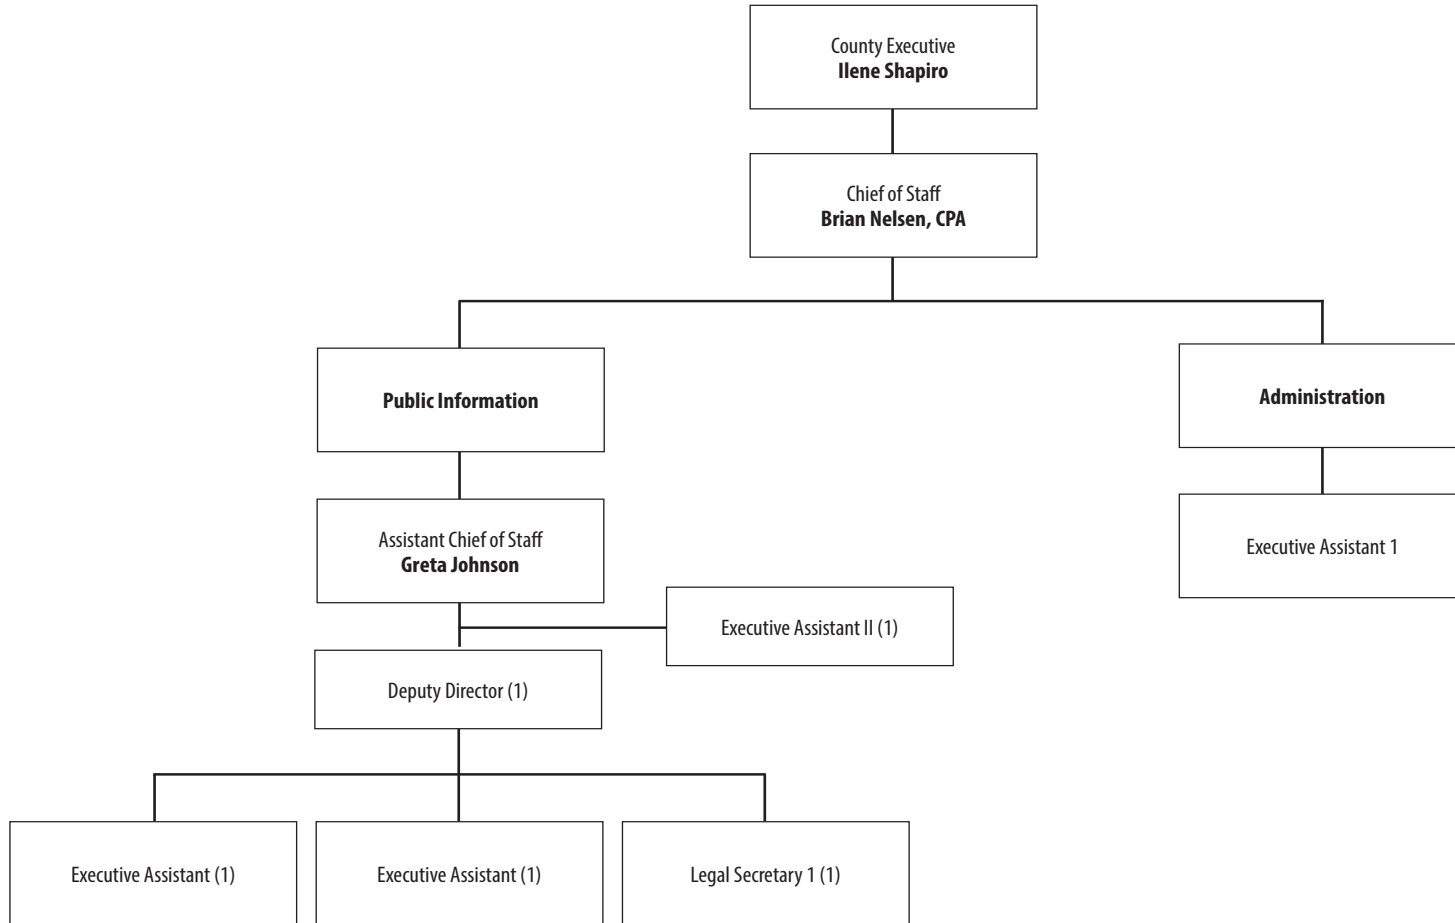 County Executive
Ilene Shapiro
Chief of Staff
Brian Nelsen, CPA
Public Information
Administration
Assistant Chief of Staff
Greta Johnson
Executive Assistant 1
Executive Assistant II (1)
Deputy Director (1)
Executive Assistant (1)
Executive Assistant (1)
Legal Secretary 1 (1)